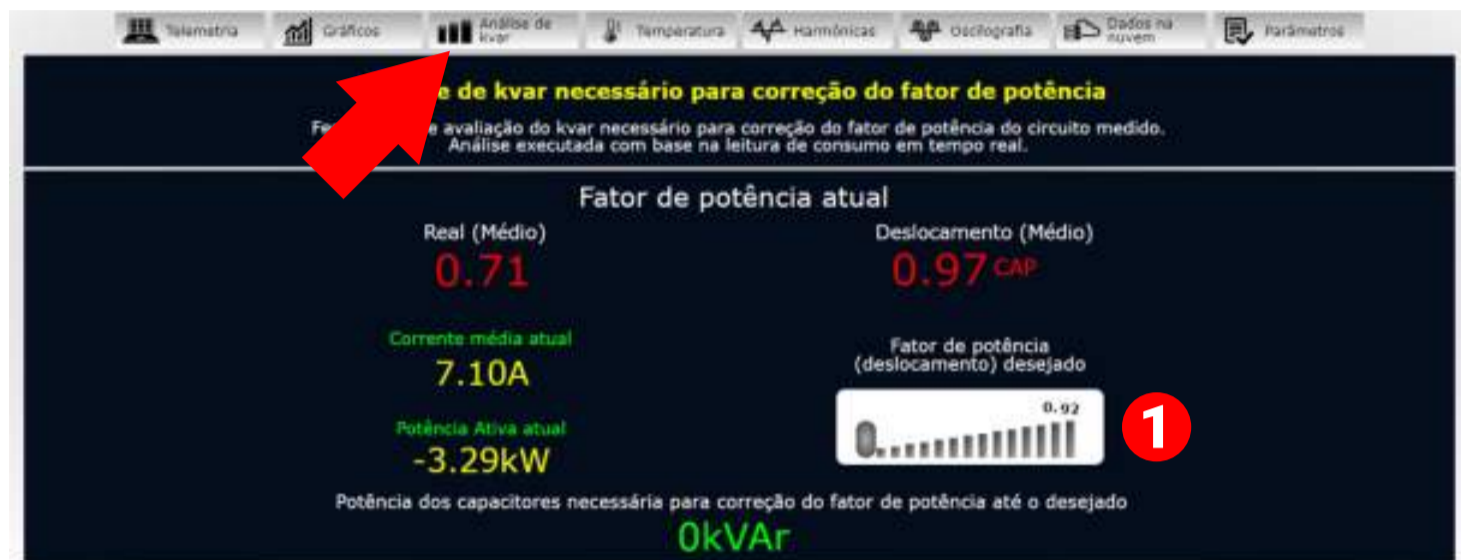 Telemetria
Gráficos
Análise de
kvar
Temperatura
Harmônicas
Oscilografia
Dados na
nuvem
Parâmetros
e de kvar necessário para correção do fator de potência
Fe e avaliação do kvar necessário para correção do fator de potência do circuito medido.
Análise executada com base na leitura de consumo em tempo real.
Fator de potência atual
Real (Médio)
Deslocamento (Médio)
0.71
0.97 CAP
Corrente média atual
7.10A
Fator de potência
(deslocamento) desejado
0.92
1
Potência Ativa atual
-3.29kW
Potência dos capacitores necessária para correção do fator de potência até o desejado
0kVAr